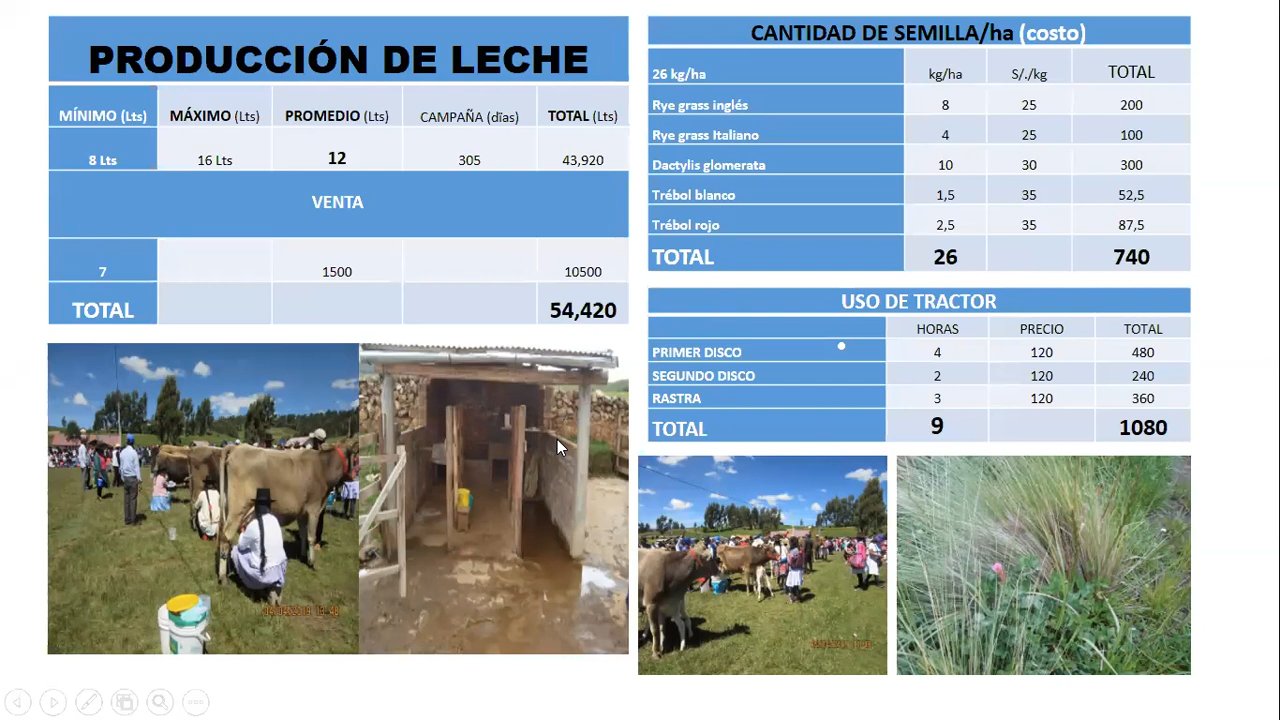 PRODUCCIÓN DE LECHE
MÍNIMO (Lts) MÁXIMO (Lts) PROMEDIO (Lts) CAMPAÑA (dïas) TOTAL (Lts)
8 Lts 16 Lts 12 305 43,920
VENTA
7 1500 10500
TOTAL 54,420
CANTIDAD DE SEMILLA/ha (costo)
26 kg/ha kg/ha S/./kg TOTAL
Rye grass inglés 8 25 200
Rye grass Italiano 4 25 100
Dactylis glomerata 10 30 300
Trébol blanco 1,5 35 52,5
Trébol rojo 2,5 35 87,5
TOTAL 26 740
USO DE TRACTOR
HORAS PRECIO TOTAL
PRIMER DISCO 4 120 480
SEGUNDO DISCO 2 120 240
RASTRA 3 120 360
TOTAL 9 1080